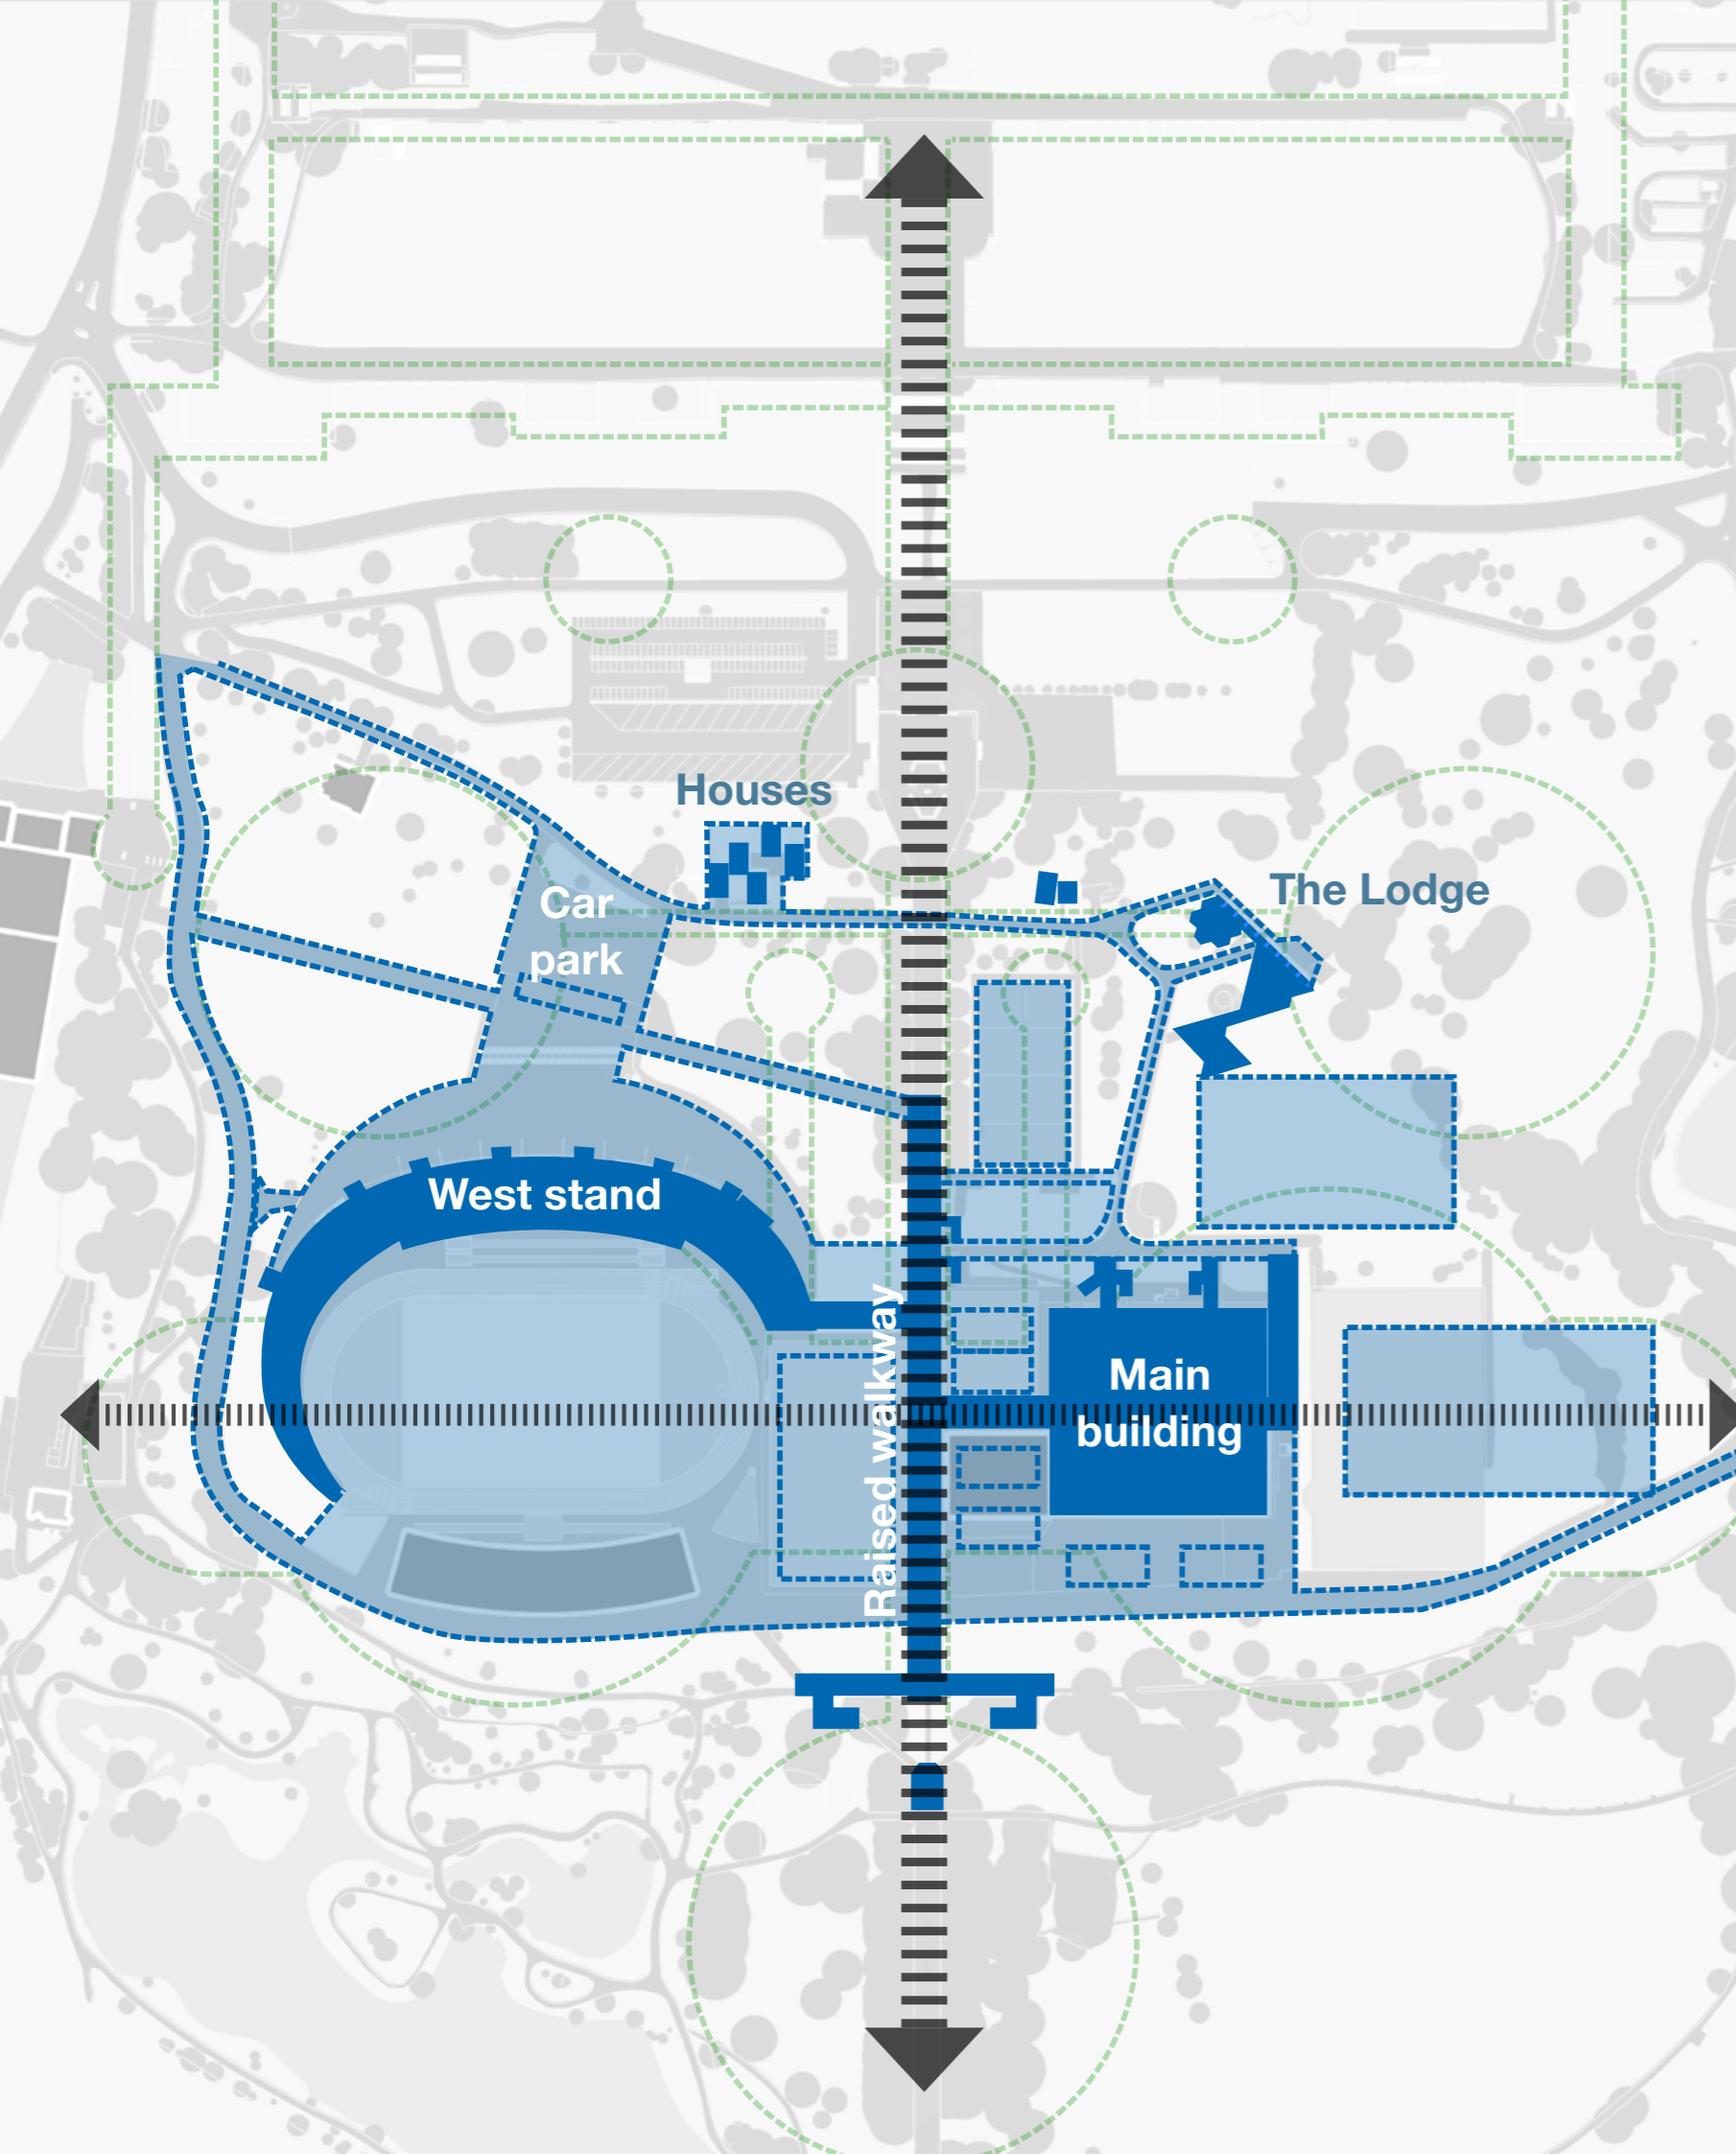 Houses
The Lodge
Car
park
West stand
Raised walkway
Main
building